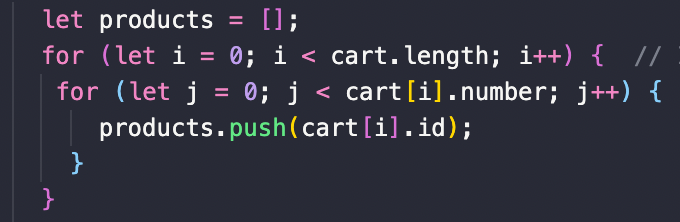 let products = [];
for (let i = 0; i < cart.length; i++) {  //
for (let j = 0; j < cart[i].number; j++) {
products.push(cart[i].id);
}
}